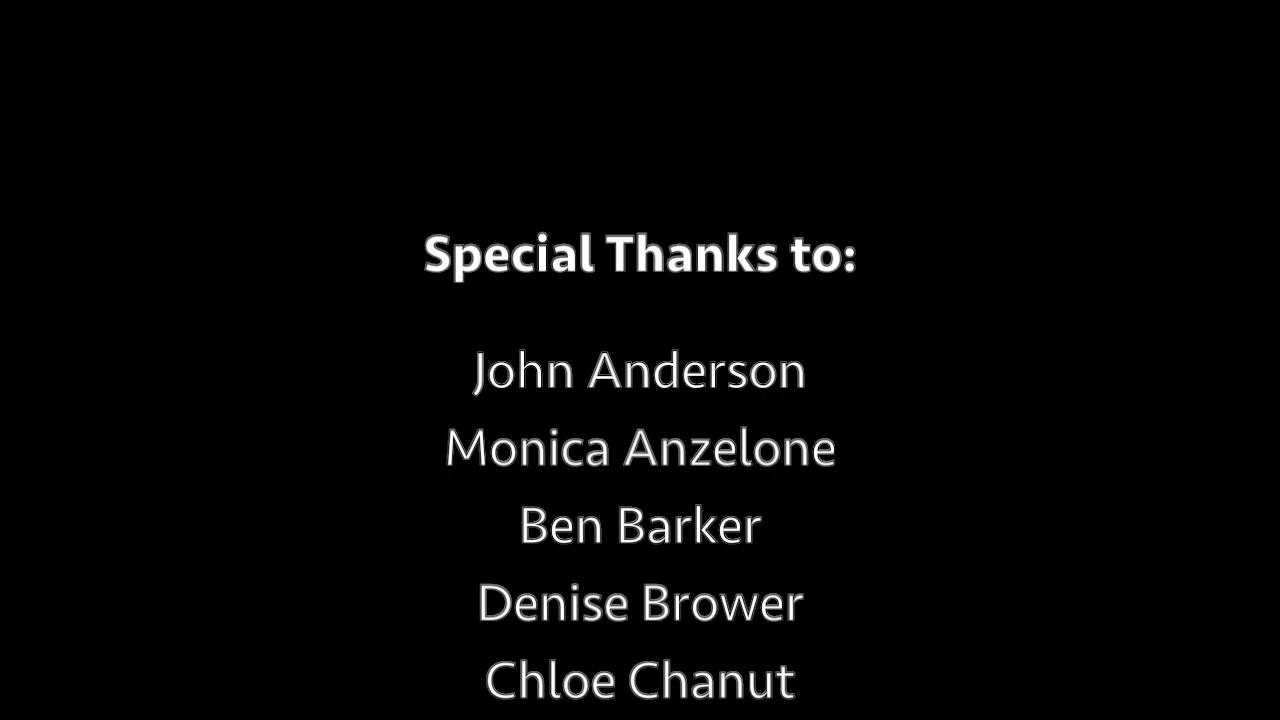 Special Thanks to:
John Anderson
Monica Anzelone
Ben Barker
Denise Brower
Chloe Chanut